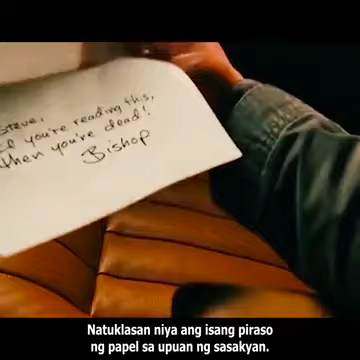 Steve,
If you're reading this,
then you're dead!
Bishop
Natuklasan niya ang isang piraso
ng papel sa upuan ng sasakyan.